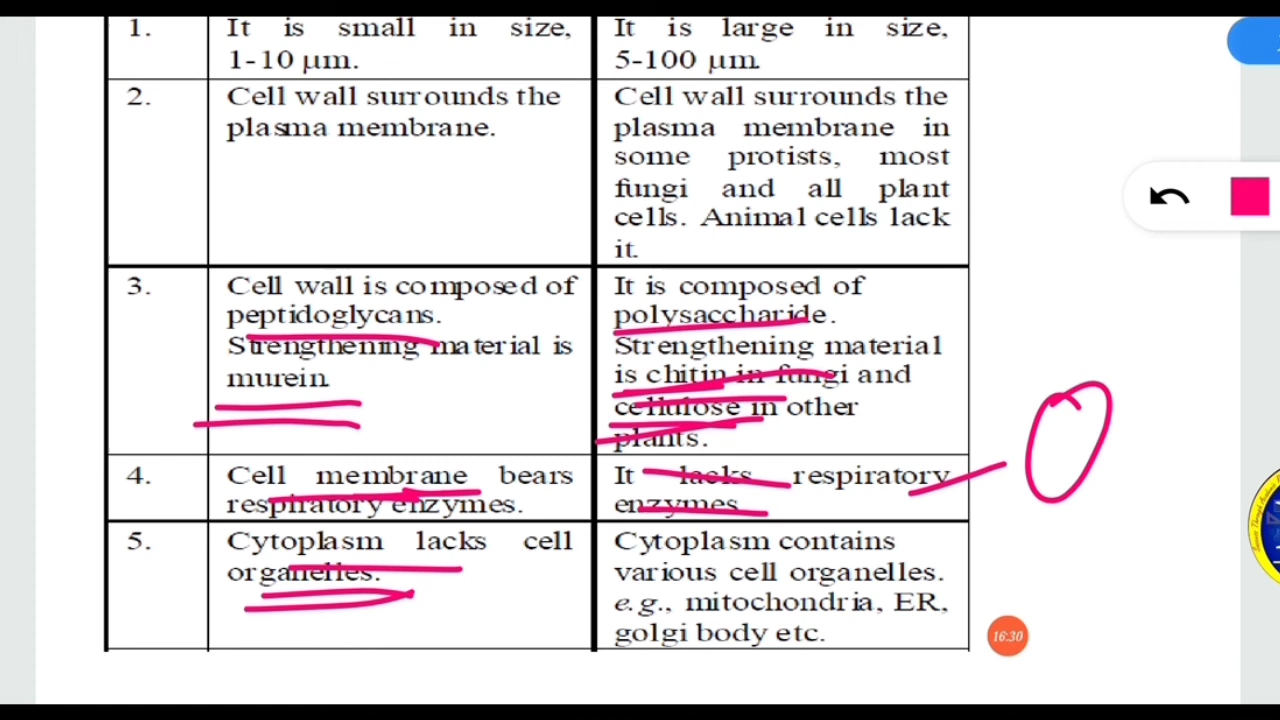 1.
It is small in size,
1-10 μm.
It is large in size,
5-100 μm.
2.
Cell wall surrounds the
plasma membrane.
Cell wall surrounds the
plasma membrane in
some protists, most
fungi and all plant
cells. Animal cells lack
it.
3.
Cell wall is composed of
peptidoglycans.
Strengthening material is
murein.
It is composed of
polysaccharide.
Strengthening material
is chitin in fungi and
cellulose in other
plants.
4.
Cell membrane bears
respiratory enzymes.
It lacks respiratory
enzymes.
5.
Cytoplasm lacks cell
organelles.
Cytoplasm contains
various cell organelles.
e.g., mitochondria, ER,
golgi body etc.
16:30